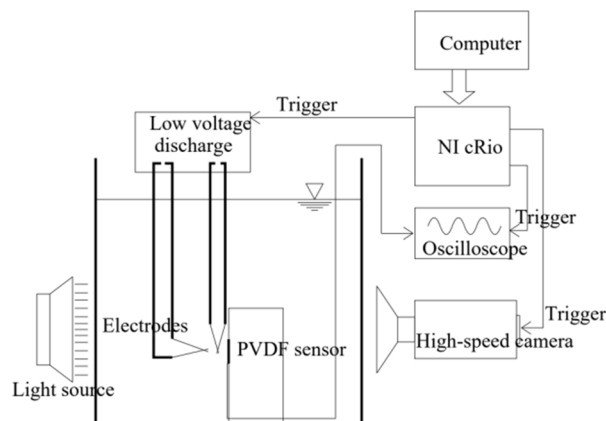 Computer
Trigger
Low voltage
discharge
NI cRio
Trigger
Oscilloscope
Trigger
Electrodes
PVDF sensor
High-speed camera
Light source